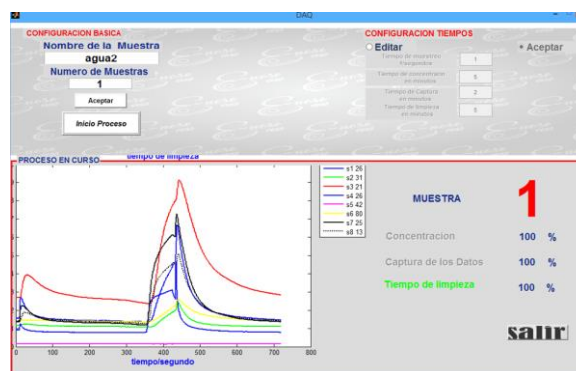 DAQ
CONFIGURACION BASICA
Nombre de la Muestra
agua2
Numero de Muestras
1
Aceptar
Inicio Proceso
CONFIGURACION TIEMPOS
Editar
Aceptar
Tiempo de muestreo
1
Tiempo de concentracion
en minutos
5
Tiempo de Captura
en minutos
2
Tiempo de limpieza
en minutos
5
PROCESO EN CURSO
tiempo de limpieza
s1 26
s2 31
s3 21
s4 26
s5 42
s6 80
s7 25
s8 13
0 100 200 300 400 500 600 700 800
tiempo/segundo
MUESTRA
1
Concentracion 100 %
Captura de los Datos 100 %
Tiempo de limpieza 100 %
salir